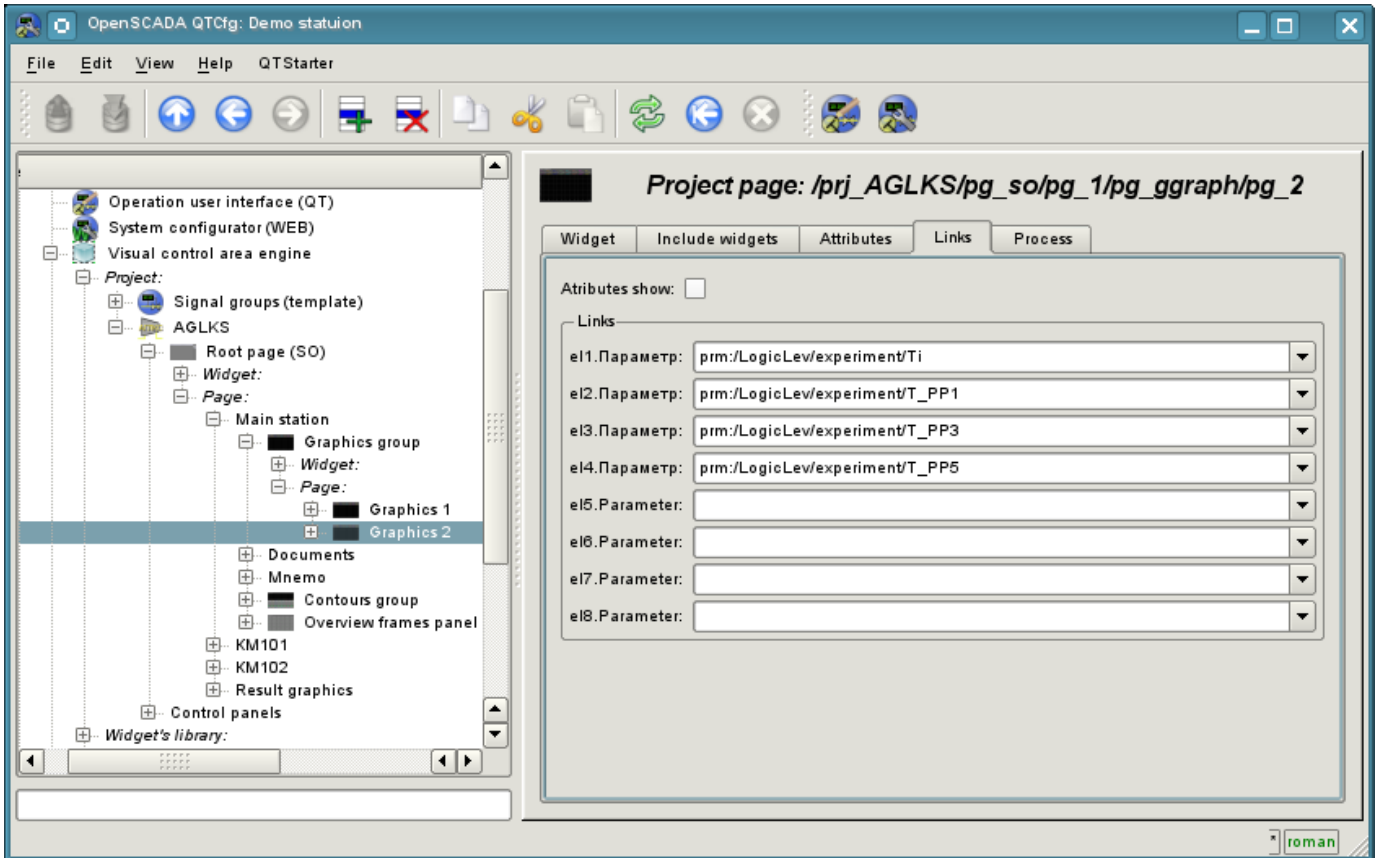 OpenSCADA QTCfg: Demo statuion
File Edit View Help QTStarter
Operation user interface (QT)
System configurator (WEB)
Visual control area engine
Project:
Signal groups (template)
AGLKS
Root page (SO)
Widget:
Page:
Main station
Graphics group
Widget:
Page:
Graphics 1
Graphics 2
Documents
Mnemo
Contours group
Overview frames panel
KM101
KM102
Result graphics
Control panels
Widget's library:
Project page: /prj_AGLKS/pg_so/pg_1/pg_ggraph/pg_2
Widget Include widgets Attributes Links Process
Atributes show:
Links
el1.Параметр: prm:/LogicLev/experiment/Ti
el2.Параметр: prm:/LogicLev/experiment/T_PP1
el3.Параметр: prm:/LogicLev/experiment/T_PP3
el4.Параметр: prm:/LogicLev/experiment/T_PP5
el5.Parameter:
el6.Parameter:
el7.Parameter:
el8.Parameter:
* roman